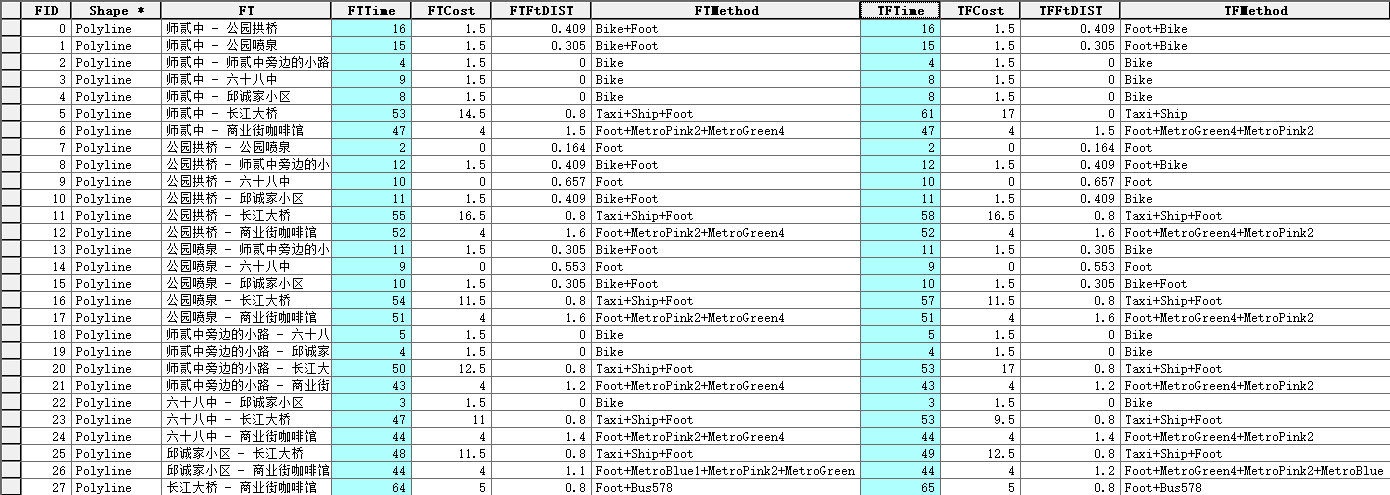 FID Shape * FT FTTime FTCost FTFtDIST FTMethod TFTime TFCost TFFtDIST TFMethod
0 Polyline 师贰中 - 公园拱桥 16 1.5 0.409 Bike+Foot 16 1.5 0.409 Foot+Bike
1 Polyline 师贰中 - 公园喷泉 15 1.5 0.305 Bike+Foot 15 1.5 0.305 Foot+Bike
2 Polyline 师贰中 - 师贰中旁边的小路 4 1.5 0 Bike 4 1.5 0 Bike
3 Polyline 师贰中 - 六十八中 9 1.5 0 Bike 8 1.5 0 Bike
4 Polyline 师贰中 - 邱诚家小区 8 1.5 0 Bike 8 1.5 0 Bike
5 Polyline 师贰中 - 长江大桥 53 14.5 0.8 Taxi+Ship+Foot 61 17 0 Taxi+Ship
6 Polyline 师贰中 - 商业街咖啡馆 47 4 1.5 Foot+MetroPink2+MetroGreen4 47 4 1.5 Foot+MetroGreen4+MetroPink2
7 Polyline 公园拱桥 - 公园喷泉 2 0 0.164 Foot 2 0 0.164 Foot
8 Polyline 公园拱桥 - 师贰中旁边的小 12 1.5 0.409 Bike+Foot 12 1.5 0.409 Foot+Bike
9 Polyline 公园拱桥 - 六十八中 10 0 0.657 Foot 10 0 0.657 Foot
10 Polyline 公园拱桥 - 邱诚家小区 11 1.5 0.409 Bike+Foot 11 1.5 0.409 Bike+Foot
11 Polyline 公园拱桥 - 长江大桥 55 16.5 0.8 Taxi+Ship+Foot 58 16.5 0.8 Taxi+Ship+Foot
12 Polyline 公园拱桥 - 商业街咖啡馆 52 4 1.6 Foot+MetroPink2+MetroGreen4 52 4 1.6 Foot+MetroGreen4+MetroPink2
13 Polyline 公园喷泉 - 师贰中旁边的小 11 1.5 0.305 Bike+Foot 11 1.5 0.305 Bike
14 Polyline 公园喷泉 - 六十八中 9 0 0.553 Foot 9 0 0.553 Foot
15 Polyline 公园喷泉 - 邱诚家小区 10 1.5 0.305 Bike+Foot 10 1.5 0.305 Bike+Foot
16 Polyline 公园喷泉 - 长江大桥 54 11.5 0.8 Taxi+Ship+Foot 57 11.5 0.8 Taxi+Ship+Foot
17 Polyline 公园喷泉 - 商业街咖啡馆 51 4 1.6 Foot+MetroPink2+MetroGreen4 51 4 1.6 Foot+MetroGreen4+MetroPink2
18 Polyline 师贰中旁边的小路 - 六十八 5 1.5 0 Bike 5 1.5 0 Bike
19 Polyline 师贰中旁边的小路 - 邱诚家 4 1.5 0 Bike 4 1.5 0 Bike
20 Polyline 师贰中旁边的小路 - 长江大 50 12.5 0.8 Taxi+Ship+Foot 53 17 0.8 Taxi+Ship+Foot
21 Polyline 师贰中旁边的小路 - 商业街 43 4 1.2 Foot+MetroPink2+MetroGreen4 43 4 1.2 Foot+MetroGreen4+MetroPink2
22 Polyline 六十八中 - 邱诚家小区 3 1.5 0 Bike 3 1.5 0 Bike
23 Polyline 六十八中 - 长江大桥 47 11 0.8 Taxi+Ship+Foot 53 9.5 0.8 Taxi+Ship+Foot
24 Polyline 六十八中 - 商业街咖啡馆 44 4 1.4 Foot+MetroPink2+MetroGreen4 44 4 1.4 Foot+MetroGreen4+MetroPink2
25 Polyline 邱诚家小区 - 长江大桥 48 11.5 0.8 Taxi+Ship+Foot 49 12.5 0.8 Taxi+Ship+Foot
26 Polyline 邱诚家小区 - 商业街咖啡馆 44 4 1.1 Foot+MetroBlue1+MetroPink2+MetroGreen 44 4 1.2 Foot+MetroGreen4+MetroPink2+MetroBlue
27 Polyline 长江大桥 - 商业街咖啡馆 64 5 0.8 Foot+Bus578 65 5 0.8 Foot+Bus578